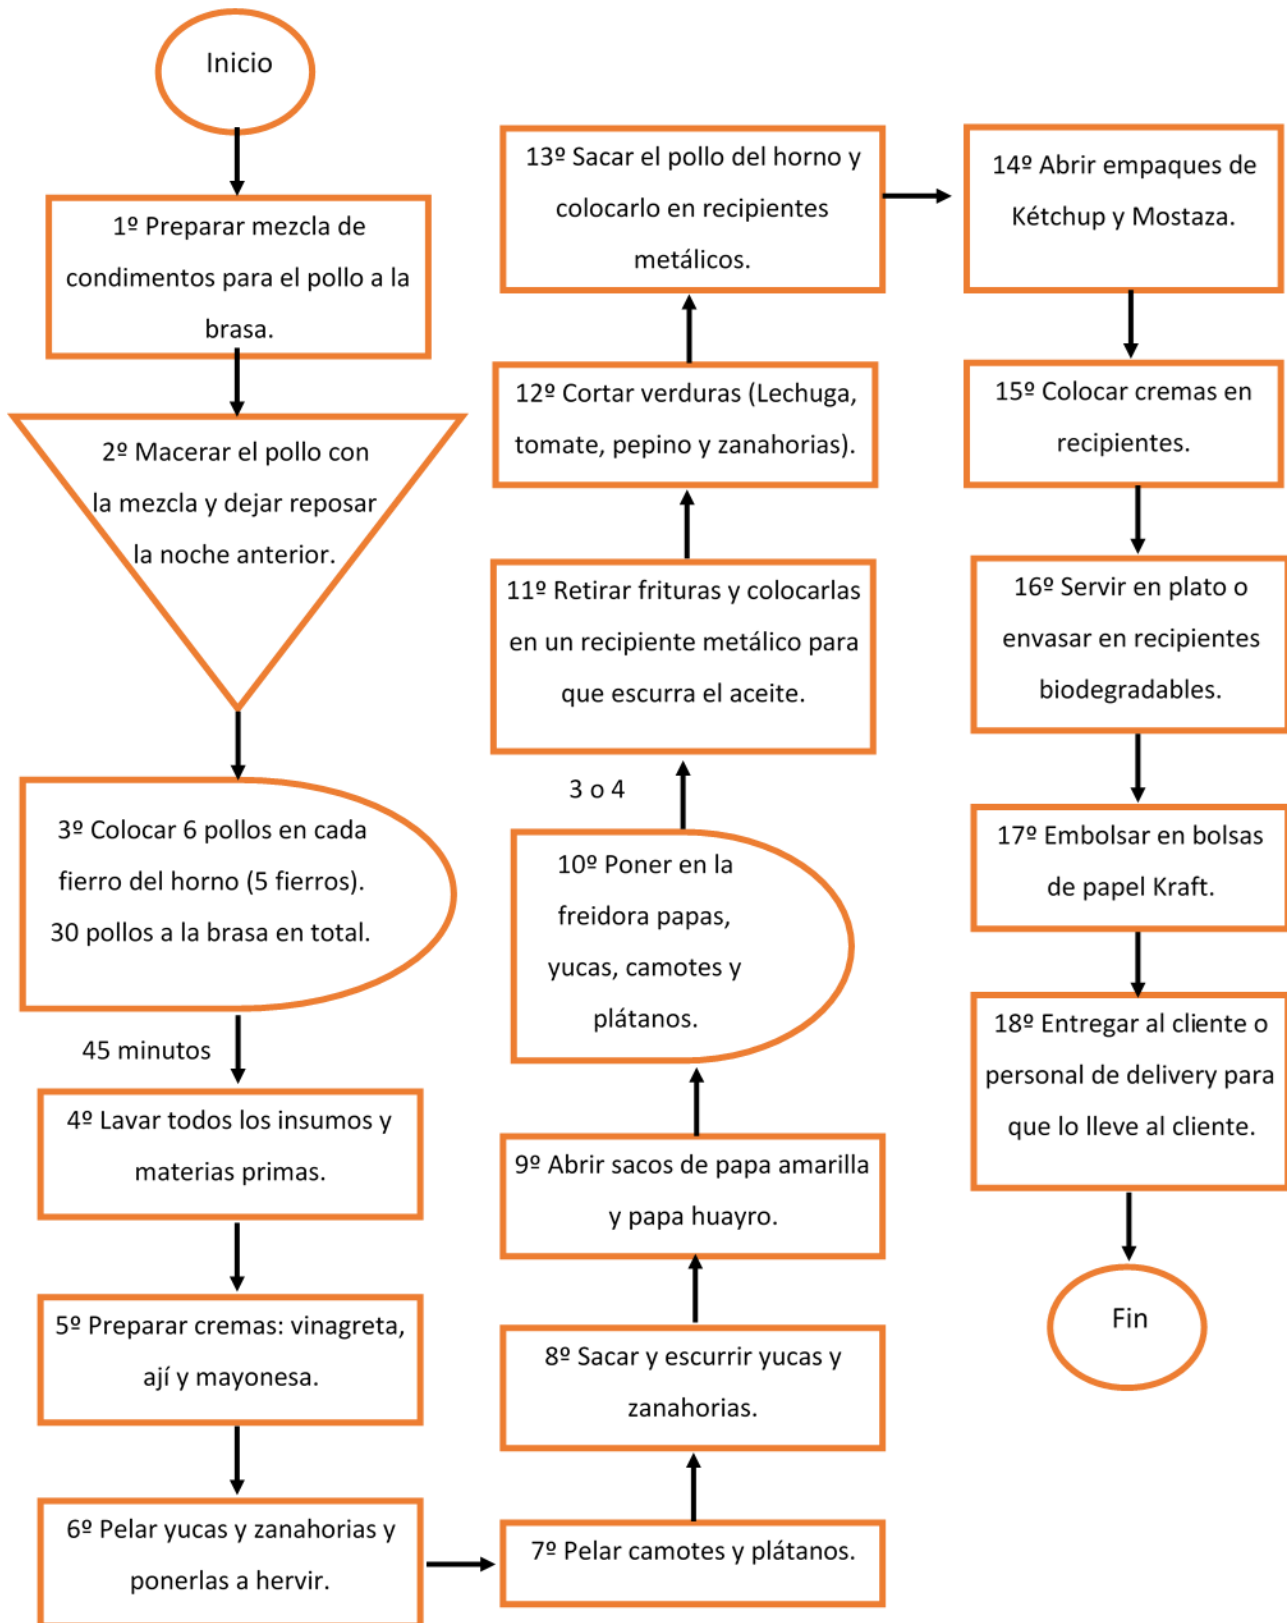 Inicio
1º Preparar mezcla de
condimentos para el pollo a la
brasa.
2º Macerar el pollo con
la mezcla y dejar reposar
la noche anterior.
3º Colocar 6 pollos en cada
fierro del horno (5 fierros).
30 pollos a la brasa en total.
45 minutos
4º Lavar todos los insumos y
materias primas.
5º Preparar cremas: vinagreta,
ají y mayonesa.
6º Pelar yucas y zanahorias y
ponerlas a hervir.
7º Pelar camotes y plátanos.
8º Sacar y escurrir yucas y
zanahorias.
9º Abrir sacos de papa amarilla
y papa huayro.
10º Poner en la
freidora papas,
yucas, camotes y
plátanos.
3 o 4
11º Retirar frituras y colocarlas
en un recipiente metálico para
que escurra el aceite.
12º Cortar verduras (Lechuga,
tomate, pepino y zanahorias).
13º Sacar el pollo del horno y
colocarlo en recipientes
metálicos.
14º Abrir empaques de
Kétchup y Mostaza.
15º Colocar cremas en
recipientes.
16º Servir en plato o
envasar en recipientes
biodegradables.
17º Embolsar en bolsas
de papel Kraft.
18º Entregar al cliente o
personal de delivery para
que lo lleve al cliente.
Fin